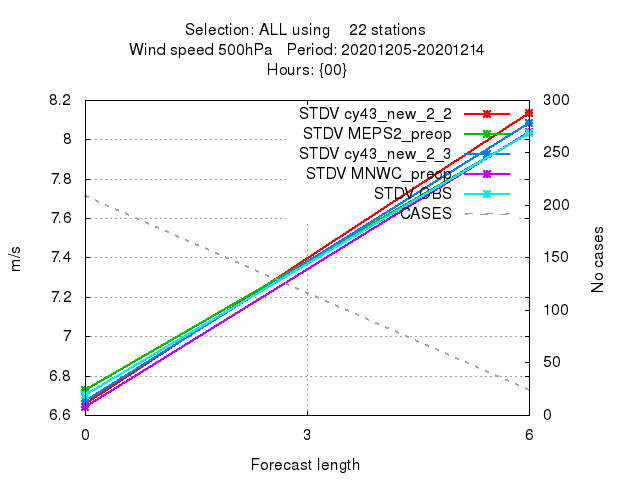 Selection: ALL using 22 stations
Wind speed 500hPa Period: 20201205-20201214
Hours: {00}
8.2
8
7.8
7.6
7.4
7.2
7
6.8
6.6
m/s
300
250
200
150
100
50
0
No cases
STDV cy43_new_2_2
STDV MEPS2_preop
STDV cy43_new_2_3
STDV MNWC_preop
STDV OBS
CASES
0 3 6
Forecast length